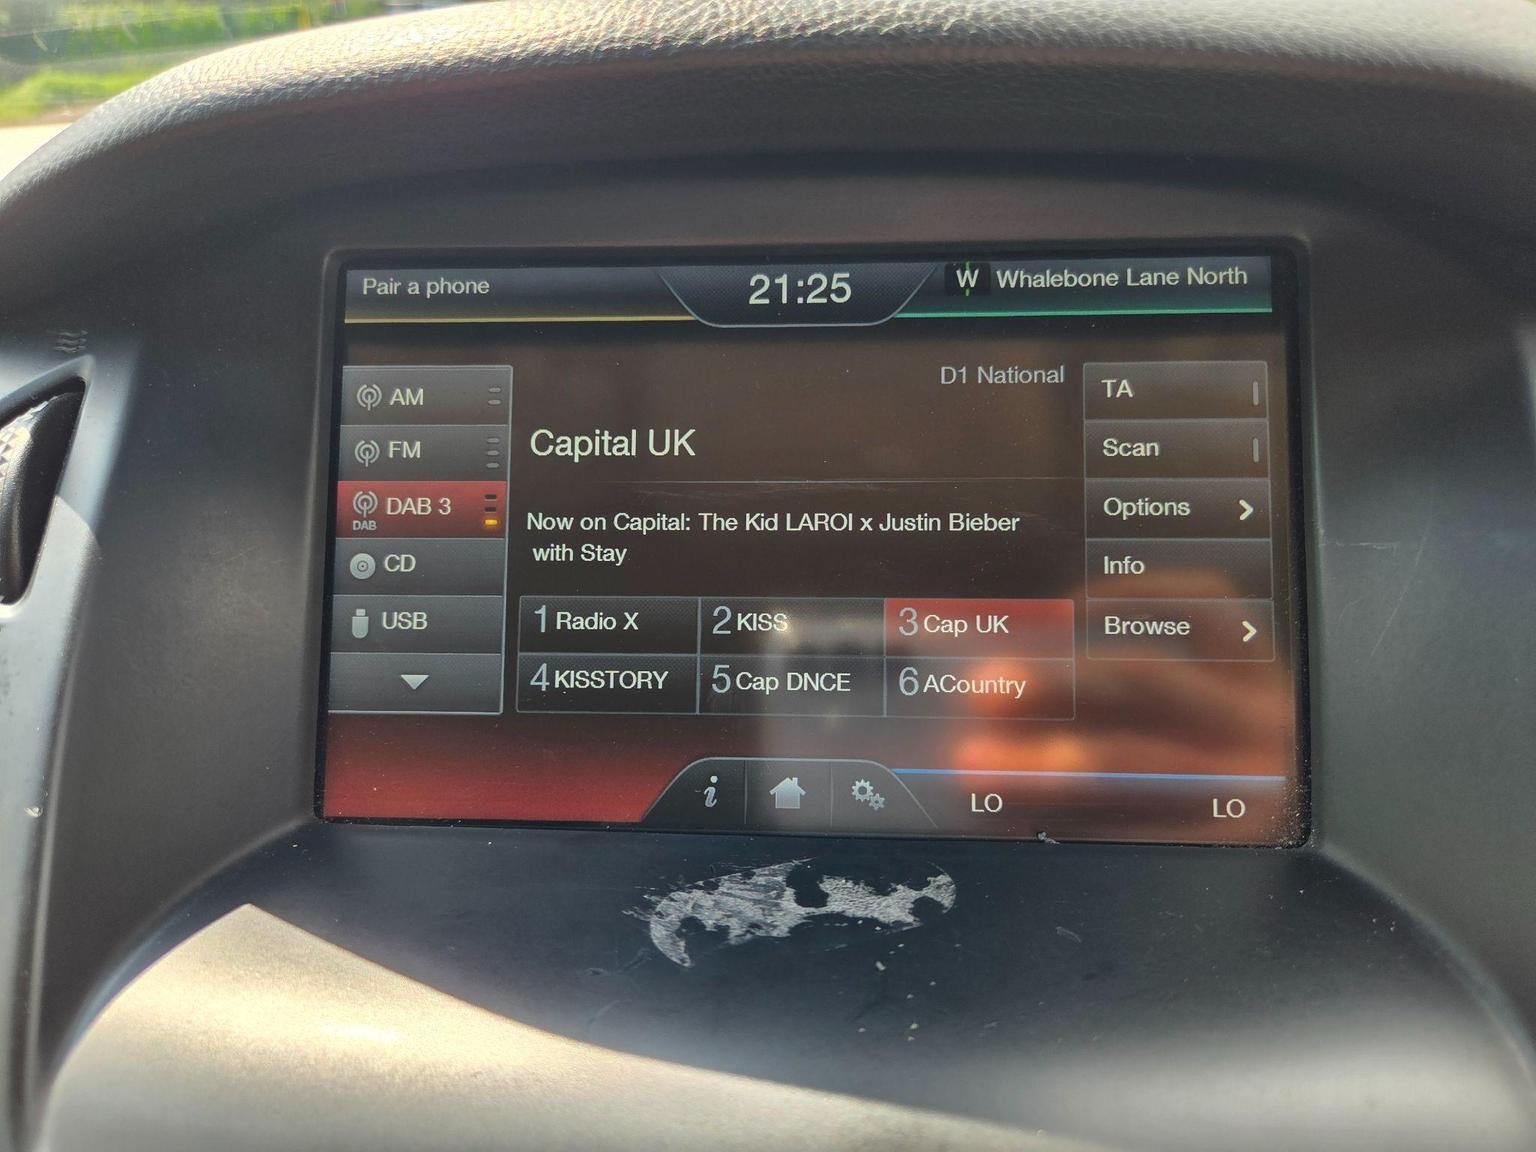 Pair a phone
21:25
W Whalebone Lane North
D1 National
AM
FM
DAB 3
DAB
CD
USB
Capital UK
Now on Capital: The Kid LAROI x Justin Bieber
with Stay
1 Radio X
2 KISS
3 Cap UK
4 KISSTORY
5 Cap DNCE
6 ACountry
TA
Scan
Options
Info
Browse
i
LO
LO